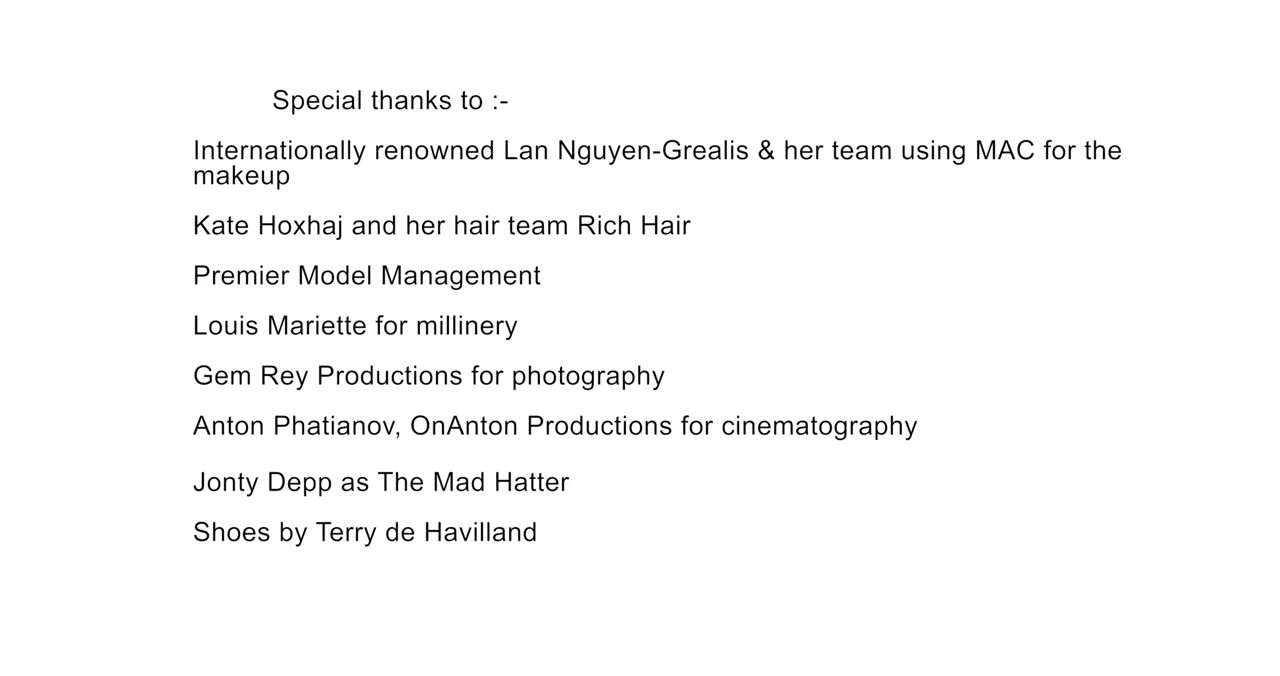 Special thanks to :-
Internationally renowned Lan Nguyen-Grealis & her team using MAC for the
makeup
Kate Hoxhaj and her hair team Rich Hair
Premier Model Management
Louis Mariette for millinery
Gem Rey Productions for photography
Anton Phatianov, OnAnton Productions for cinematography
Jonty Depp as The Mad Hatter
Shoes by Terry de Havilland